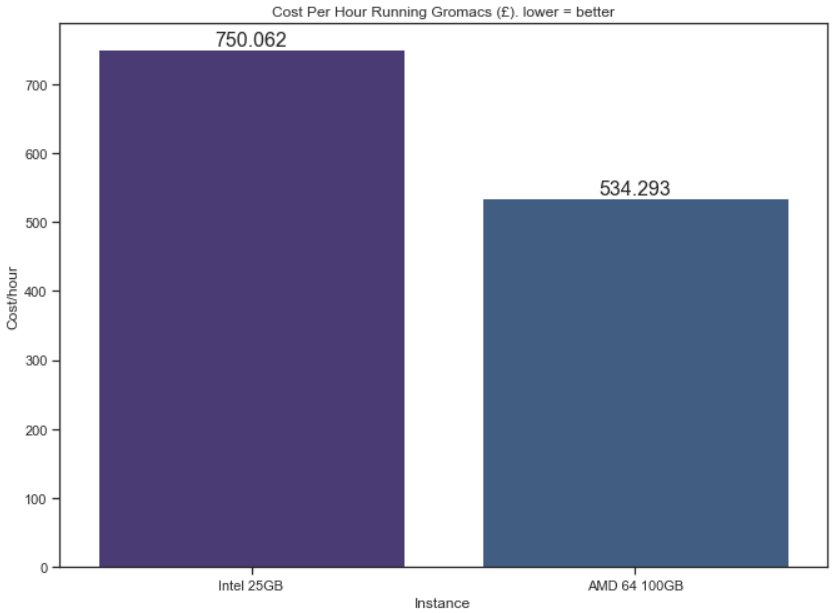 Cost Per Hour Running Gromacs (£). lower = better
750.062
534.293
700
600
500
400
300
200
100
0
Cost/hour
Intel 25GB
AMD 64 100GB
Instance